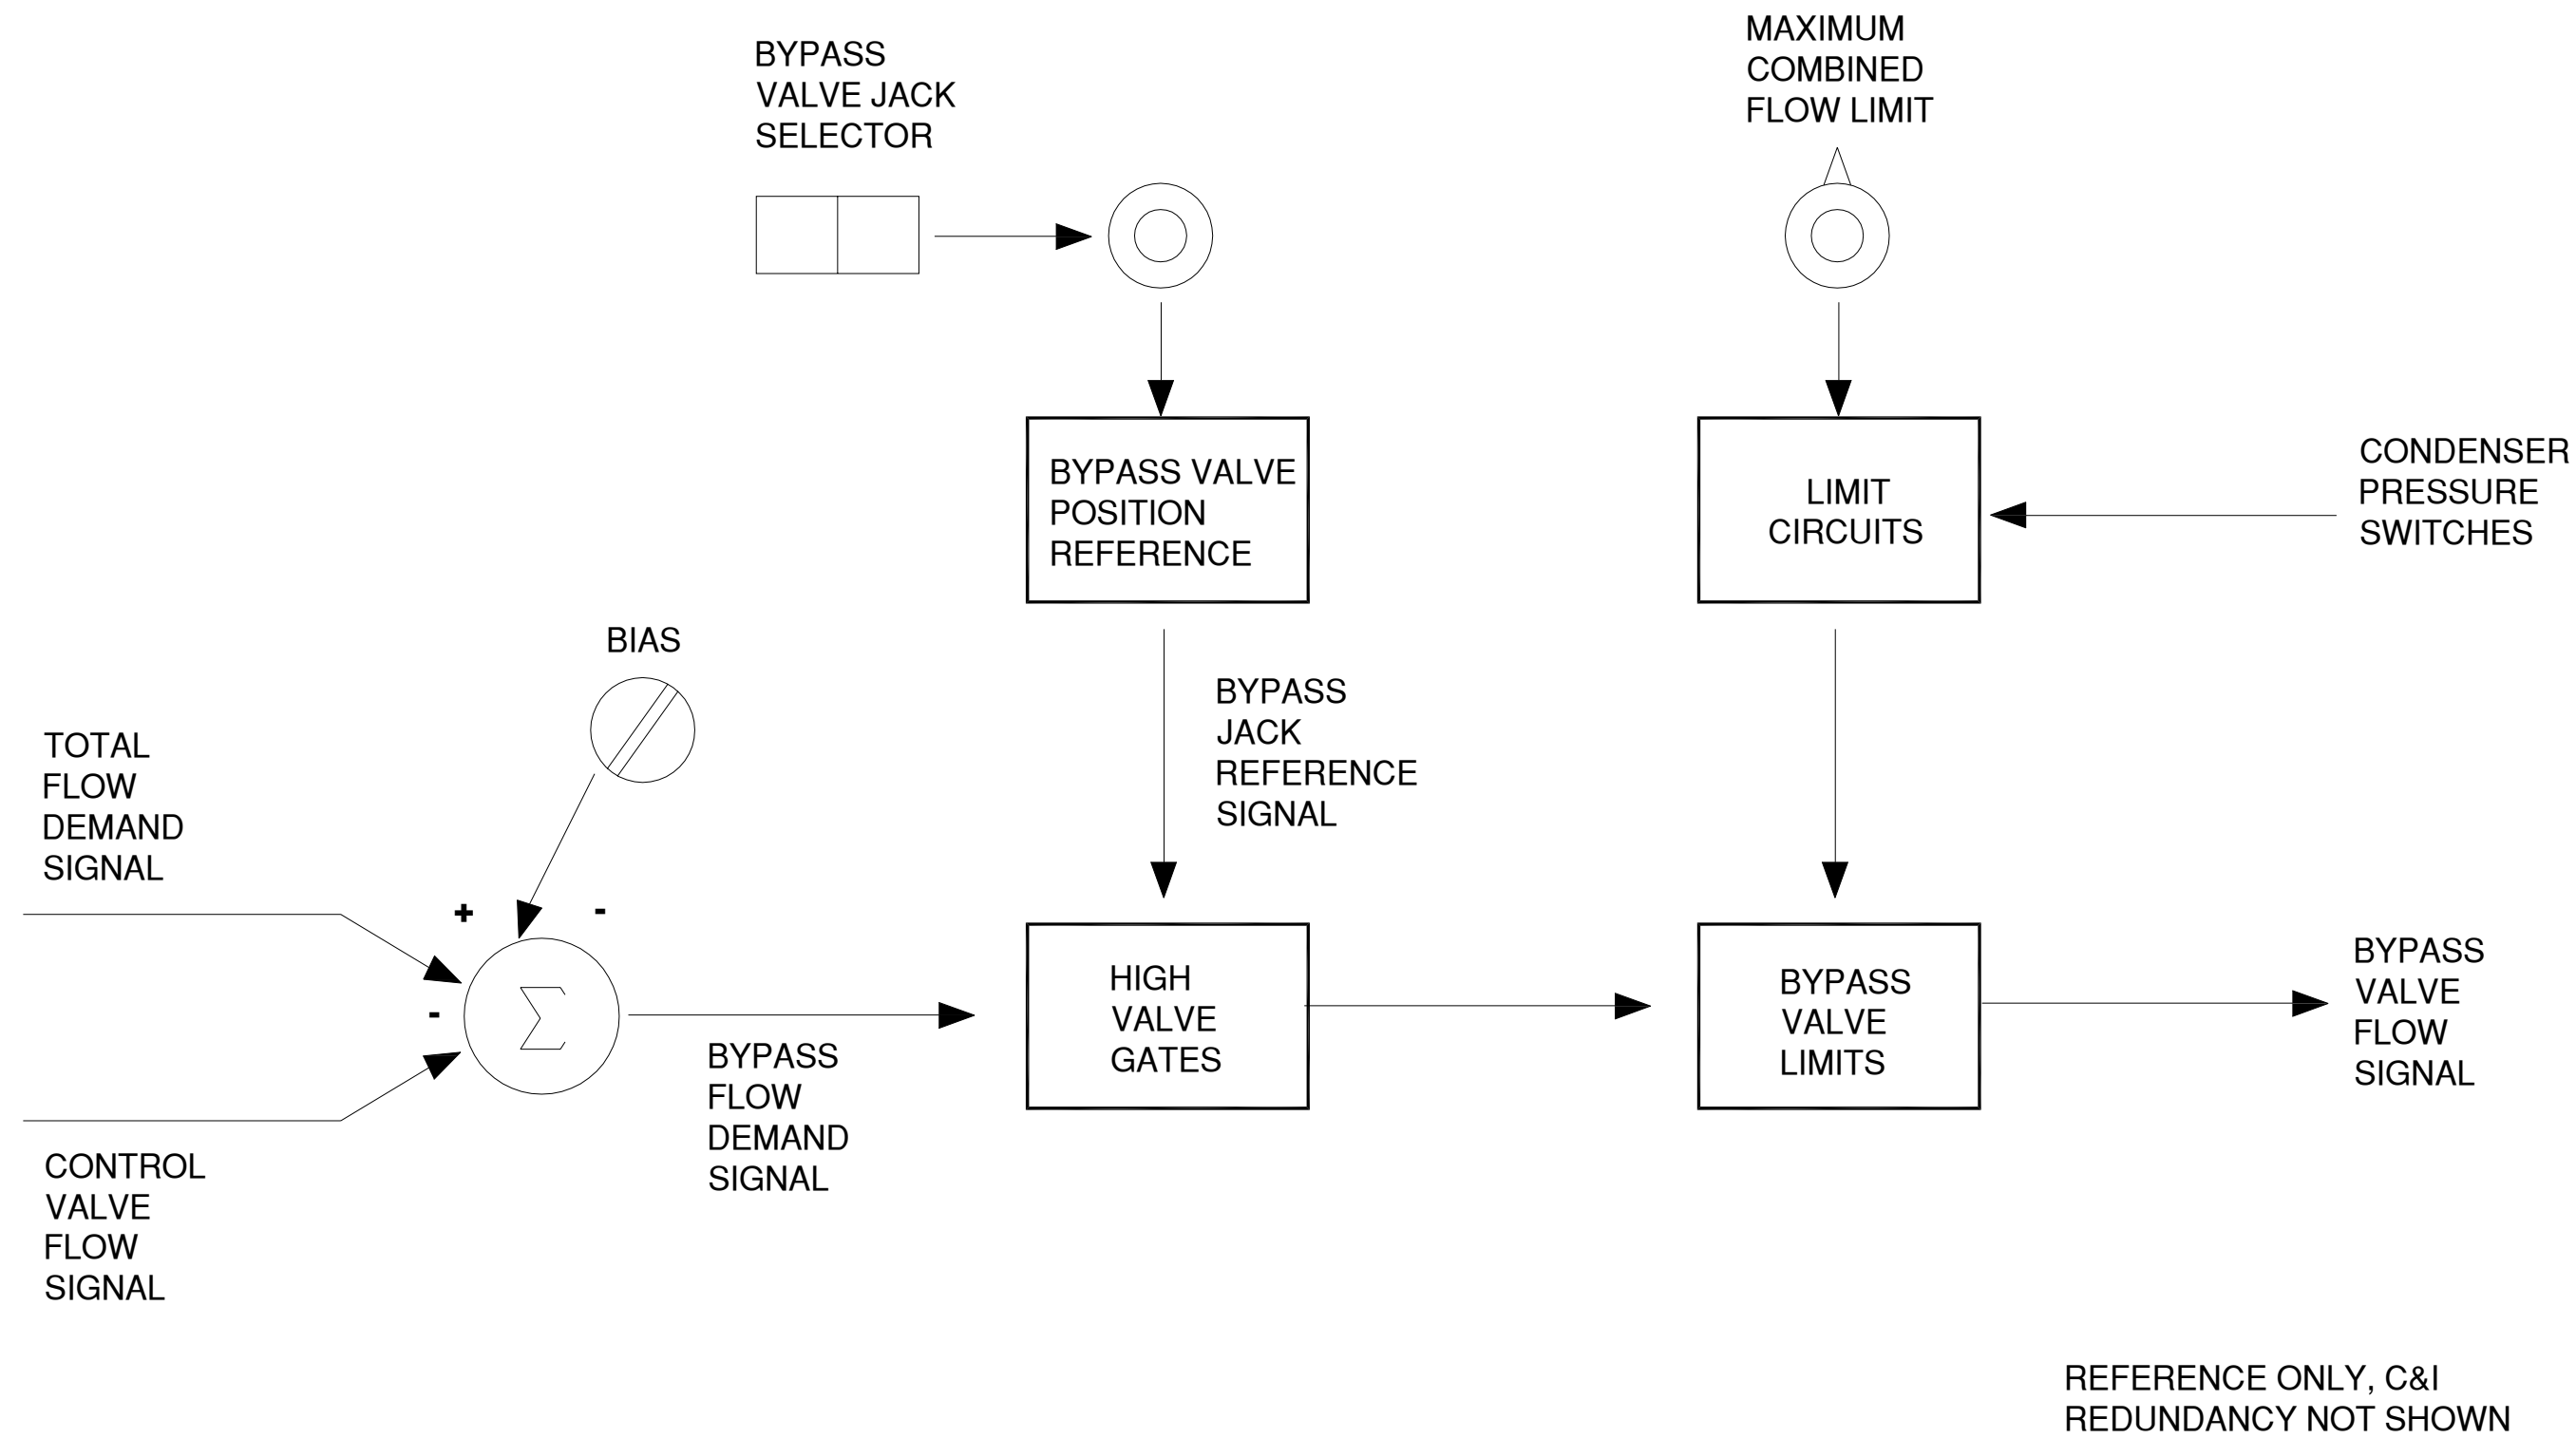 BYPASS
VALVE JACK
SELECTOR
MAXIMUM
COMBINED
FLOW LIMIT
BYPASS VALVE
POSITION
REFERENCE
LIMIT
CIRCUITS
CONDENSER
PRESSURE
SWITCHES
BIAS
BYPASS
JACK
REFERENCE
SIGNAL
TOTAL
FLOW
DEMAND
SIGNAL
+
-
-
Σ
HIGH
VALVE
GATES
BYPASS
VALVE
LIMITS
BYPASS
VALVE
FLOW
SIGNAL
BYPASS
FLOW
DEMAND
SIGNAL
CONTROL
VALVE
FLOW
SIGNAL
REFERENCE ONLY, C&I
REDUNDANCY NOT SHOWN